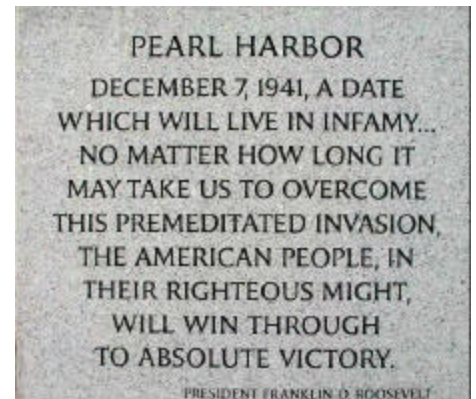 PEARL HARBOR
DECEMBER 7, 1941, A DATE
WHICH WILL LIVE IN INFAMY...
NO MATTER HOW LONG IT
MAY TAKE US TO OVERCOME
THIS PREMEDITATED INVASION,
THE AMERICAN PEOPLE, IN
THEIR RIGHTEOUS MIGHT,
WILL WIN THROUGH
TO ABSOLUTE VICTORY.
PRESIDENT FRANKLIN D. ROOSEVELT